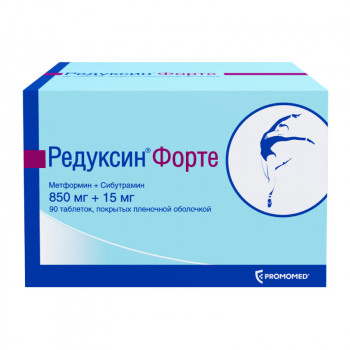 Редуксин® Форте
Метформин + Сибутрамин
850 мг + 15 мг
90 таблеток, покрытых пленочной оболочкой
PROMOMED®